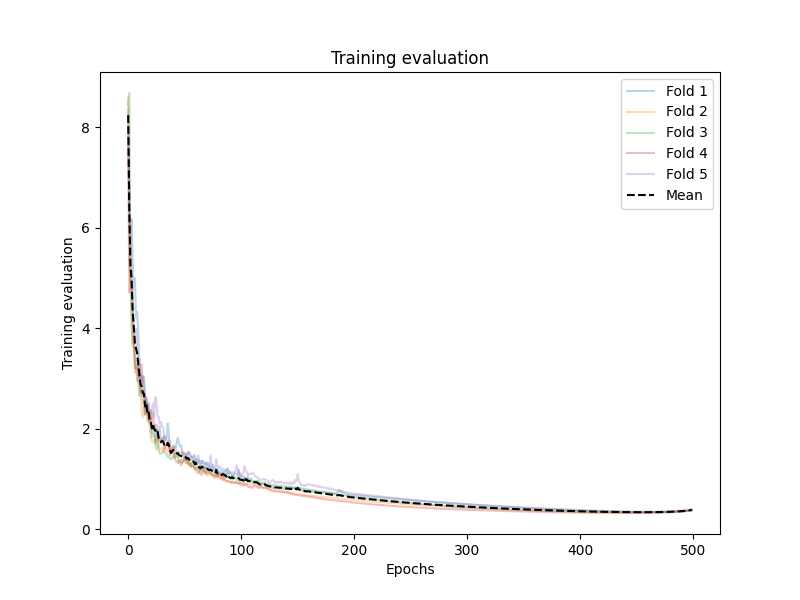 Training evaluation
Fold 1
Fold 2
Fold 3
Fold 4
Fold 5
Mean
Training evaluation
8
6
4
2
0
0 100 200 300 400 500
Epochs